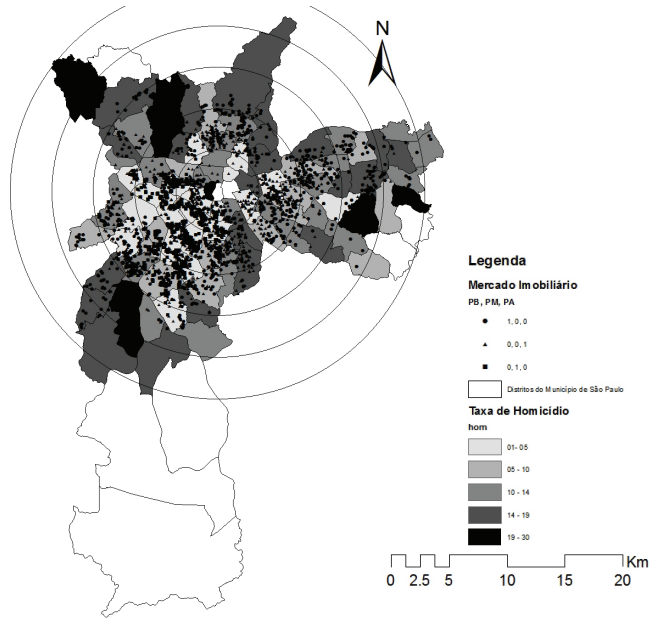 N
Legenda
Mercado Imobiliário
PB, PM, PA
1, 0, 0
0, 0, 1
0, 1, 0
Distritos do Município de São Paulo
Taxa de Homicídio
hom
01- 05
05 - 10
10 - 14
14 - 19
19 - 30
Km
0 2.5 5 10 15 20